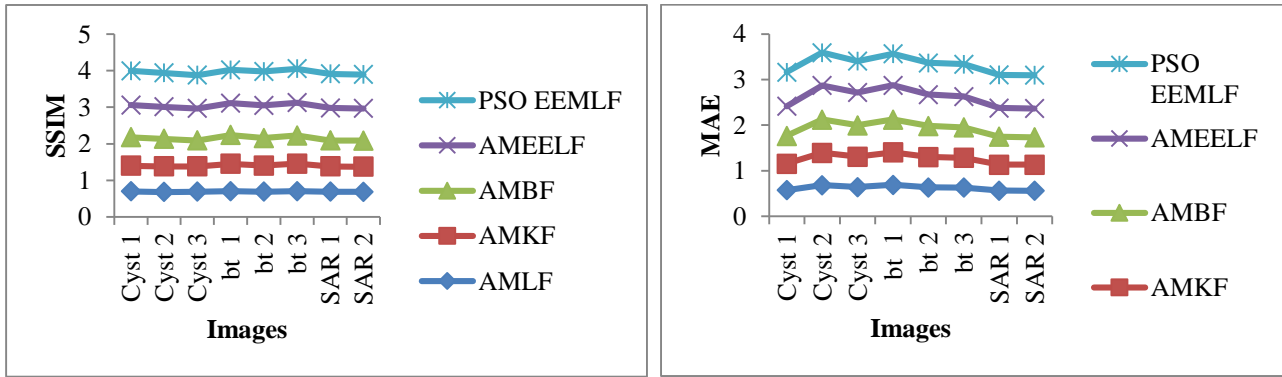 5
4
3
2
1
0
SSIM
Cyst 1
Cyst 2
Cyst 3
bt 1
bt 2
bt 3
SAR 1
SAR 2
Images
PSO EEMLF
AMEELF
AMBF
AMKF
AMLF
4
3
2
1
0
MAE
Cyst 1
Cyst 2
Cyst 3
bt 1
bt 2
bt 3
SAR 1
SAR 2
Images
PSO
EEMLF
AMEELF
AMBF
AMKF